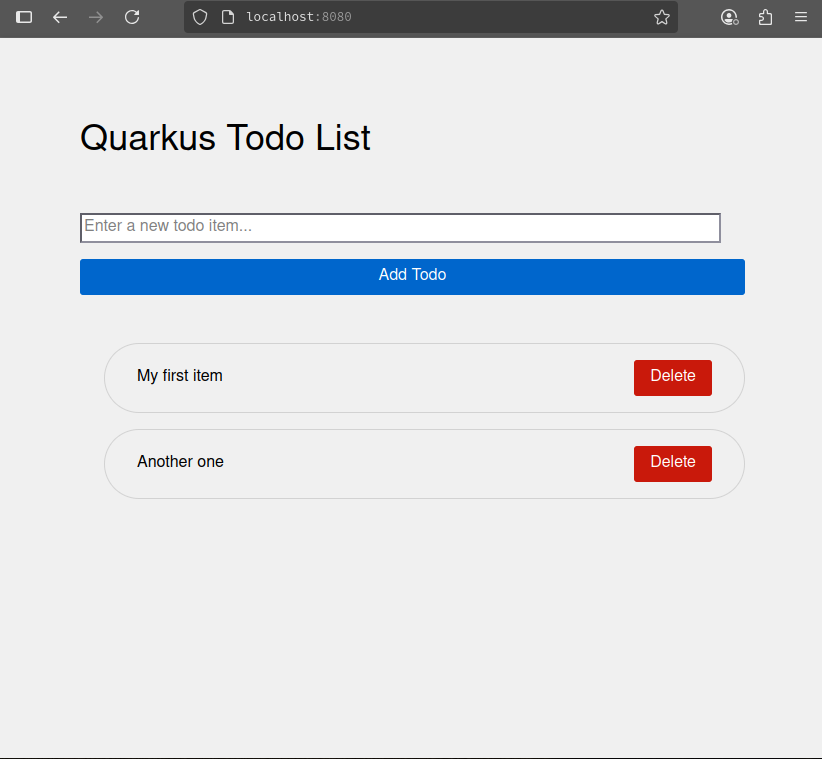 localhost:8080
Quarkus Todo List
Enter a new todo item...
Add Todo
My first item
Delete
Another one
Delete